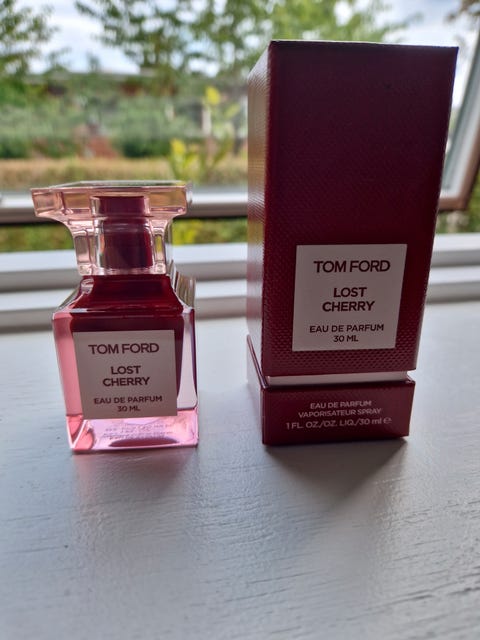 TOM FORD
LOST
CHERRY
EAU DE PARFUM
30 ML
TOM FORD
LOST
CHERRY
EAU DE PARFUM
30 ML
EAU DE PARFUM
VAPORISATEUR SPRAY
1 FL. OZ./OZ. LIQ./30 ml ℮